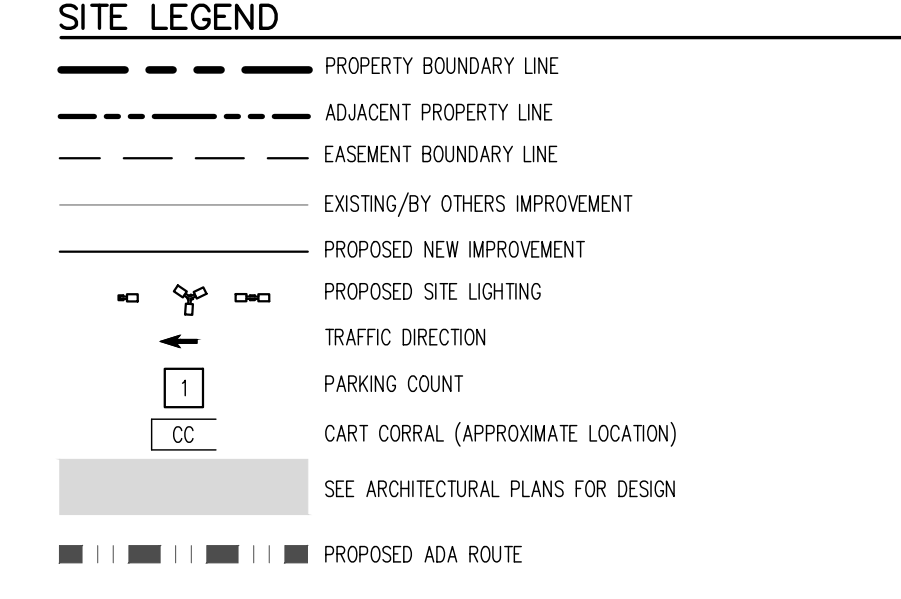 SITE LEGEND
PROPERTY BOUNDARY LINE
ADJACENT PROPERTY LINE
EASEMENT BOUNDARY LINE
EXISTING/BY OTHERS IMPROVEMENT
PROPOSED NEW IMPROVEMENT
PROPOSED SITE LIGHTING
TRAFFIC DIRECTION
1 PARKING COUNT
CC CART CORRAL (APPROXIMATE LOCATION)
SEE ARCHITECTURAL PLANS FOR DESIGN
PROPOSED ADA ROUTE